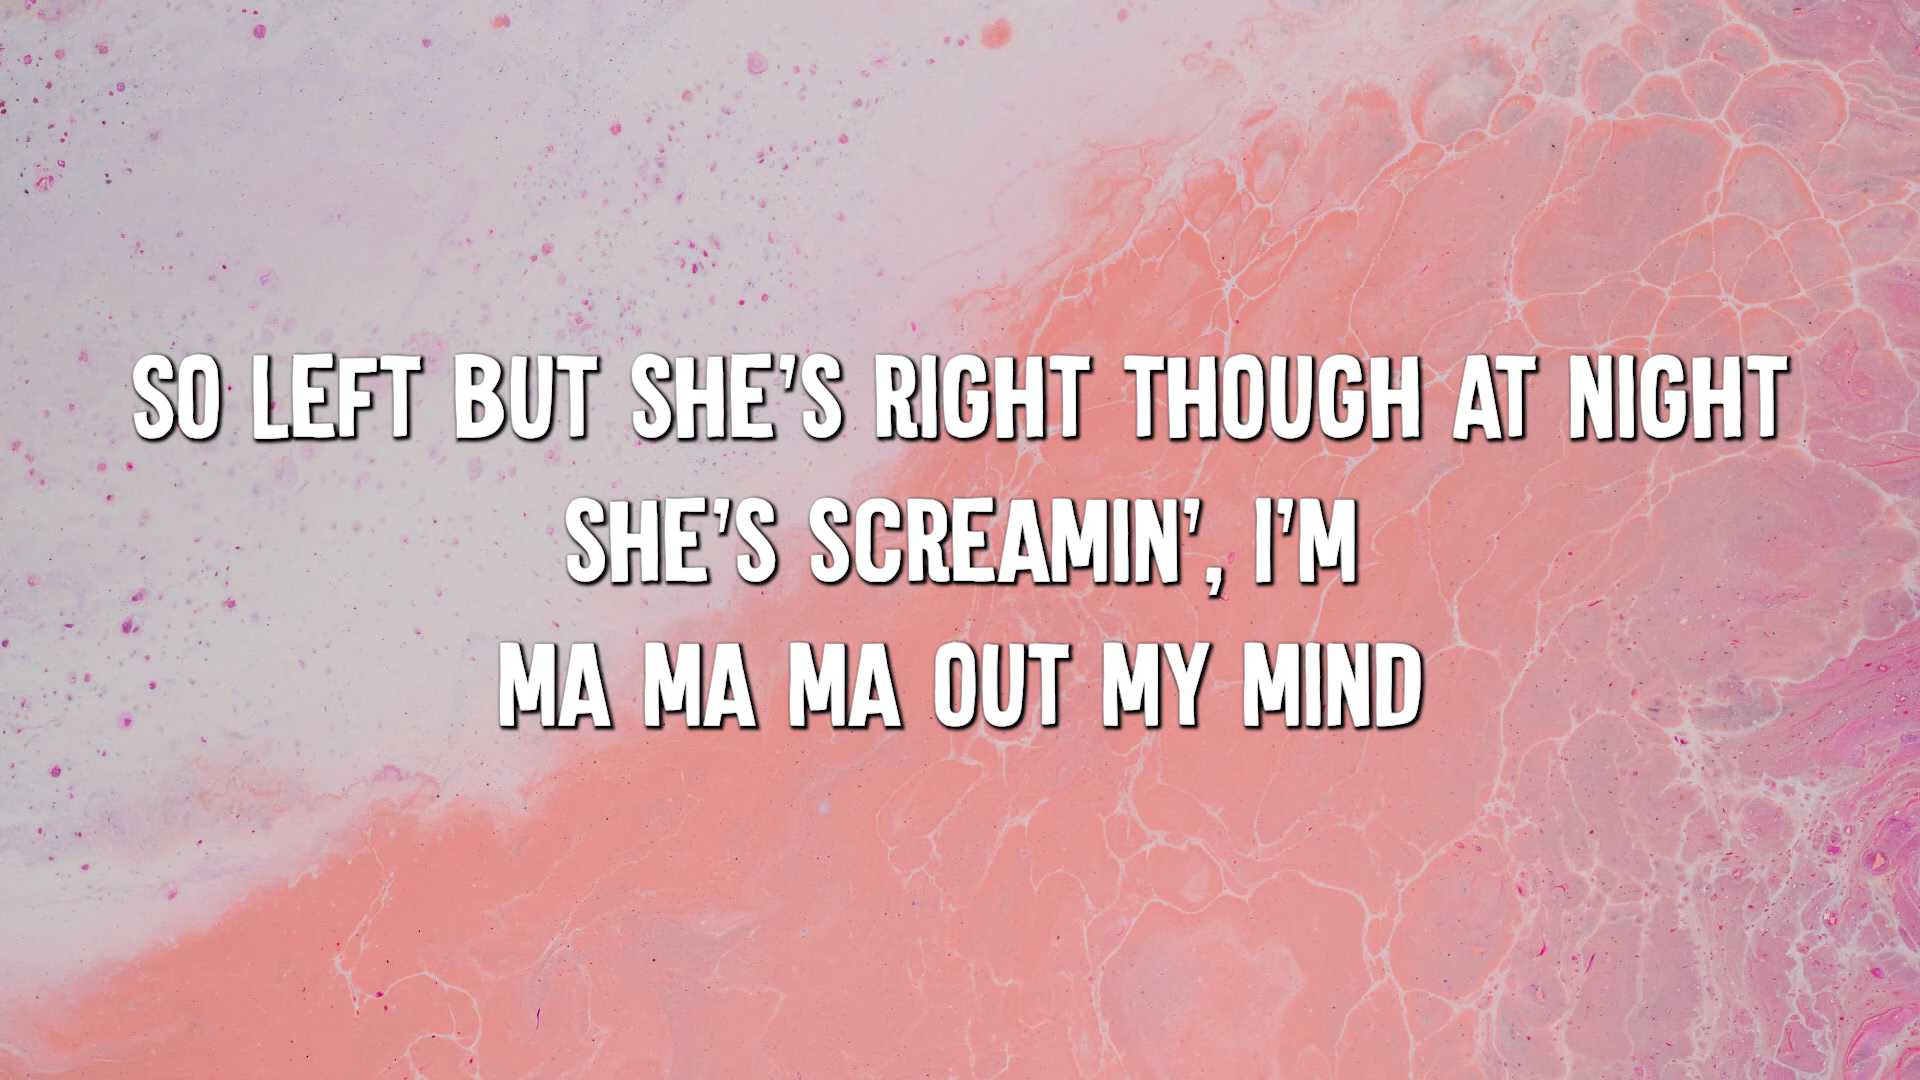 SO LEFT BUT SHE'S RIGHT THOUGH AT NIGHT
SHE'S SCREAMIN', I'M
MA MA MA OUT MY MIND